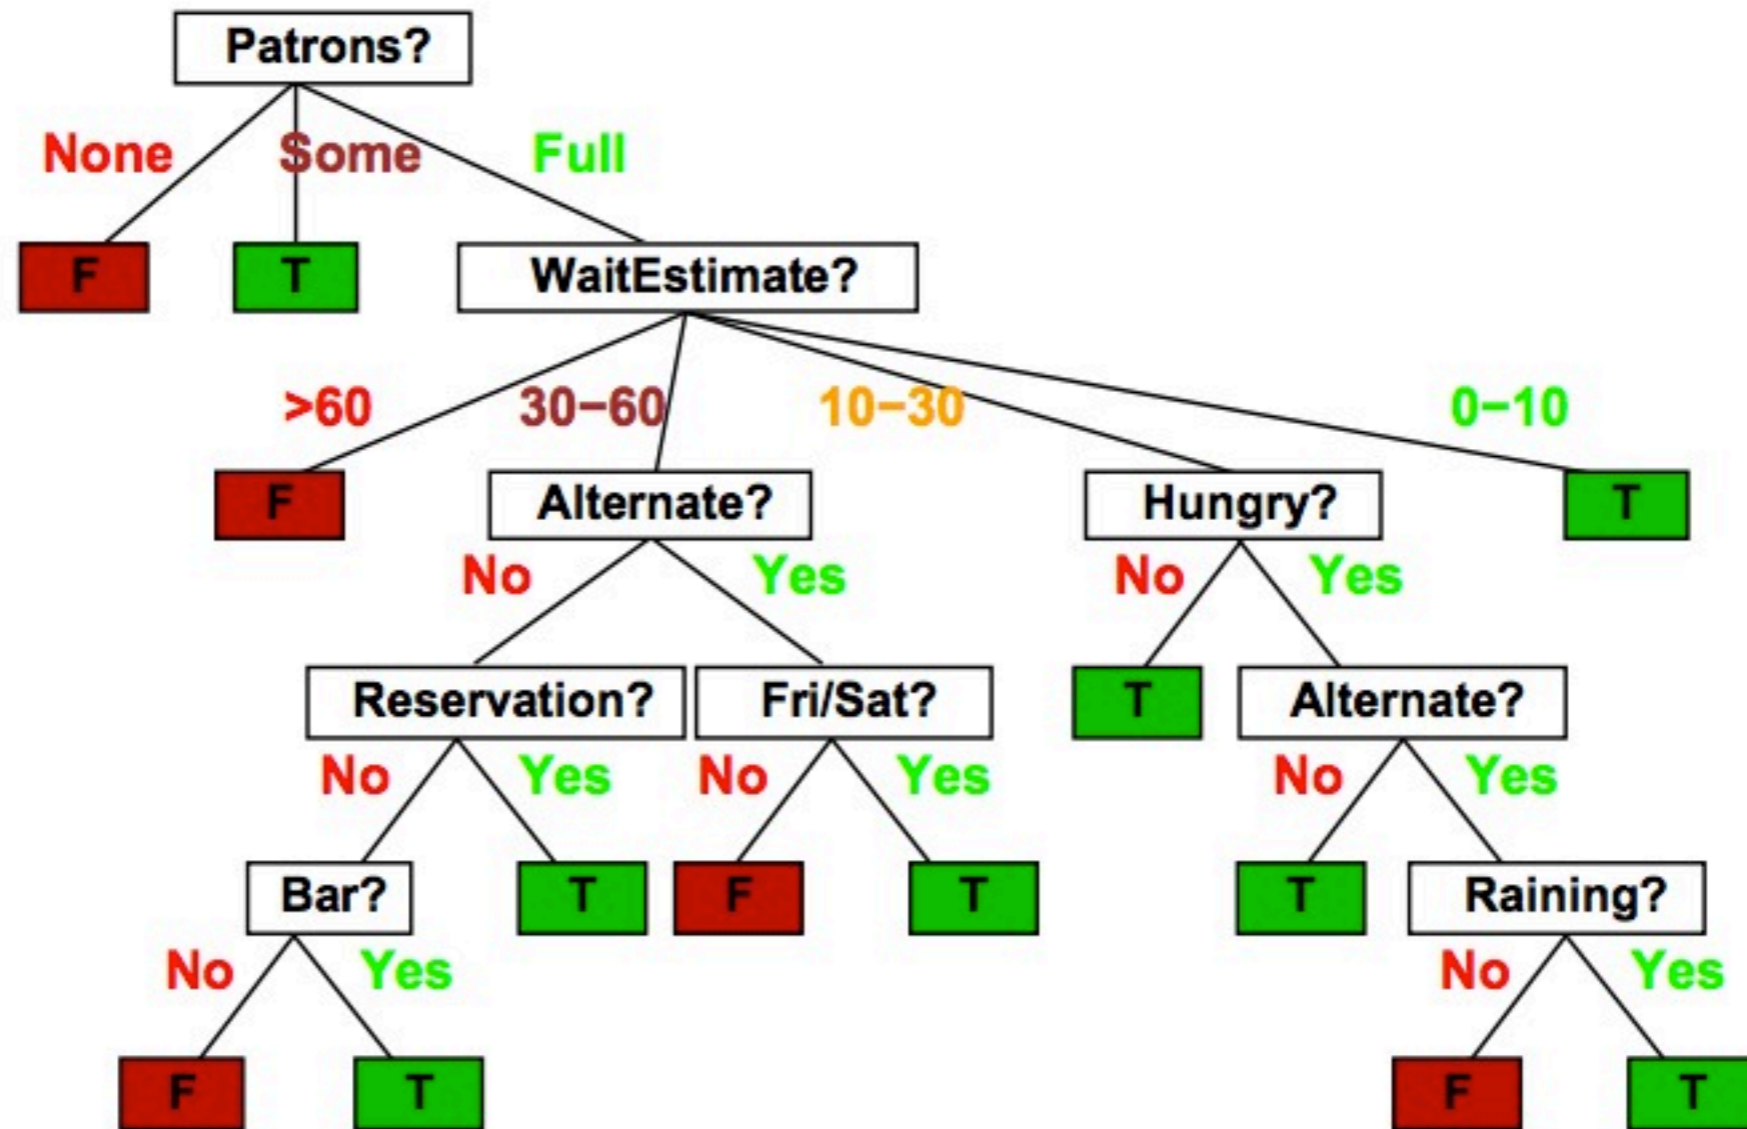 Patrons?
None Some Full
F T WaitEstimate?
>60 30−60 10−30 0−10
F Alternate? Hungry? T
No Yes No Yes
Reservation? Fri/Sat? T Alternate?
No Yes No Yes No Yes
Bar? T F T T Raining?
No Yes No Yes
F T F T